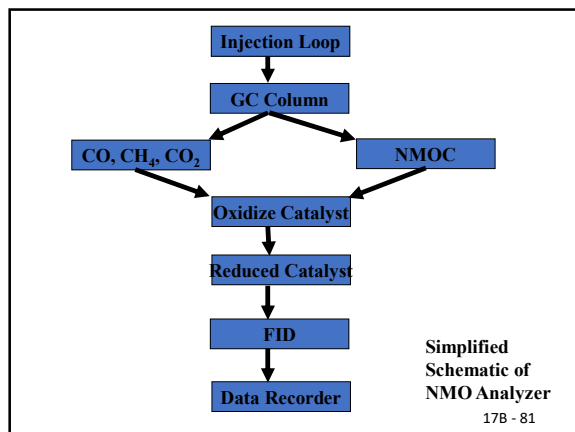 Injection Loop
GC Column
CO, CH₄, CO₂
NMOC
Oxidize Catalyst
Reduced Catalyst
FID
Data Recorder
Simplified
Schematic of
NMO Analyzer
17B - 81